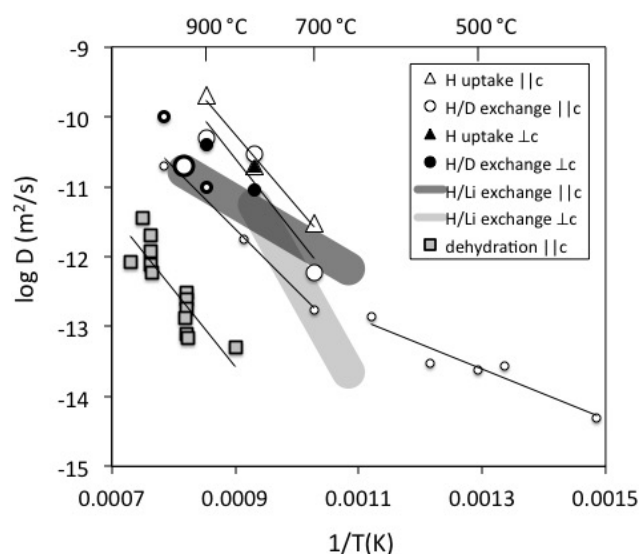 900 °C 700 °C 500 °C
-9
-10
-11
-12
-13
-14
-15
log D (m²/s)
△ H uptake ||c
○ H/D exchange ||c
▲ H uptake ⊥c
● H/D exchange ⊥c
H/Li exchange ||c
H/Li exchange ⊥c
dehydration ||c
0.0007 0.0009 0.0011 0.0013 0.0015
1/T(K)